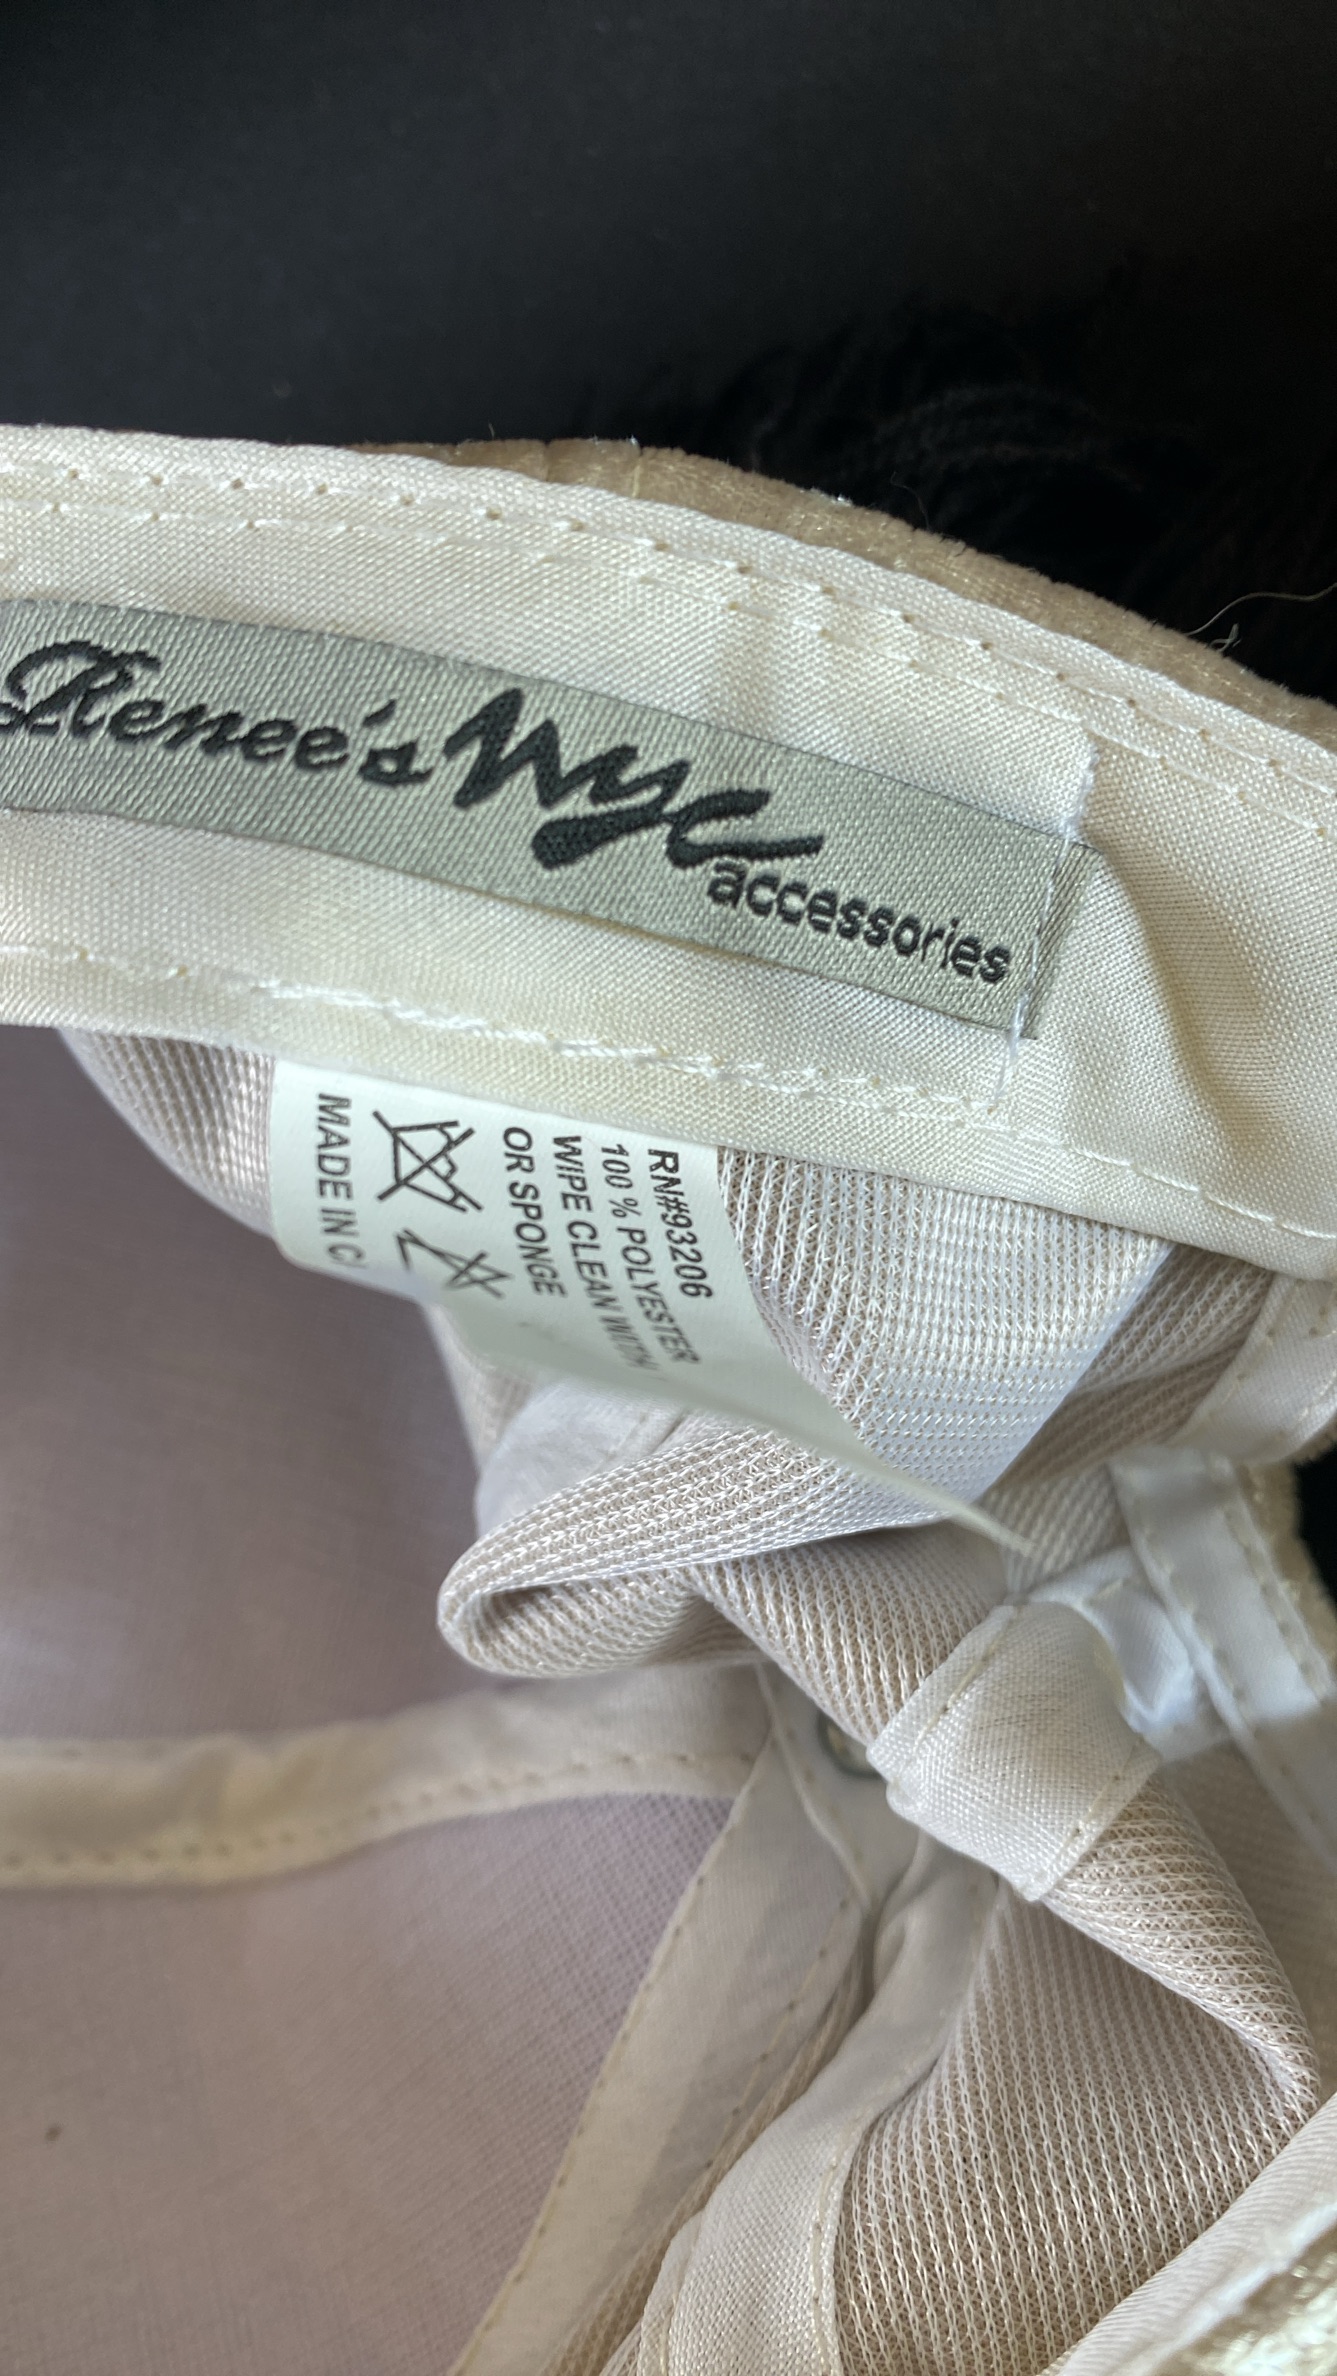 Renee's NYC
accessories
RN#93206
100 % POLYESTER
WIPE CLEAN WITH
OR SPONGE
MADE IN C